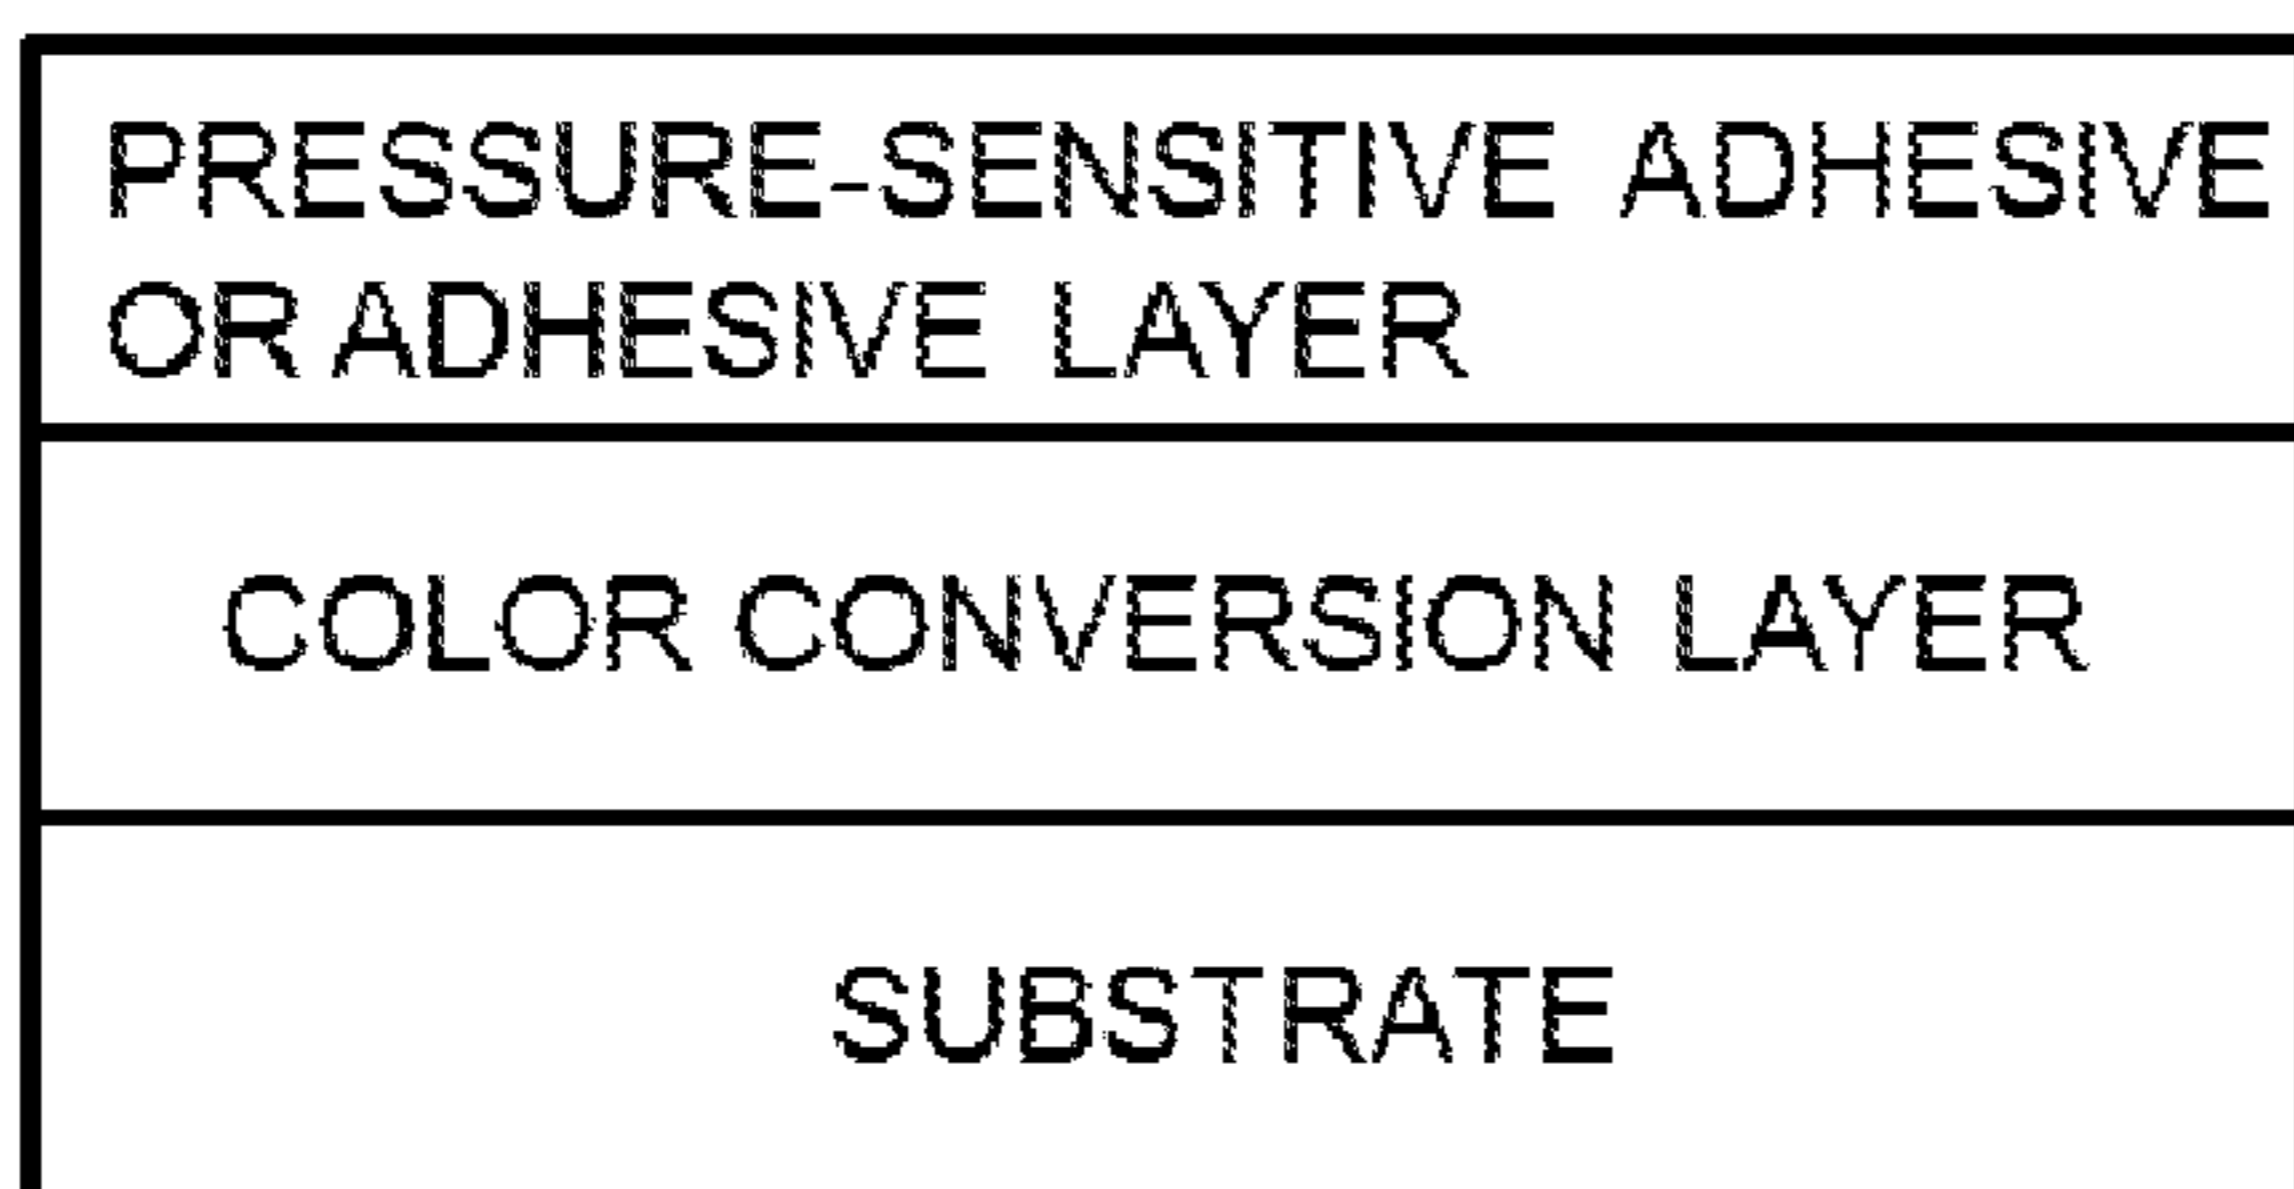 PRESSURE-SENSITIVE ADHESIVE
OR ADHESIVE LAYER
COLOR CONVERSION LAYER
SUBSTRATE